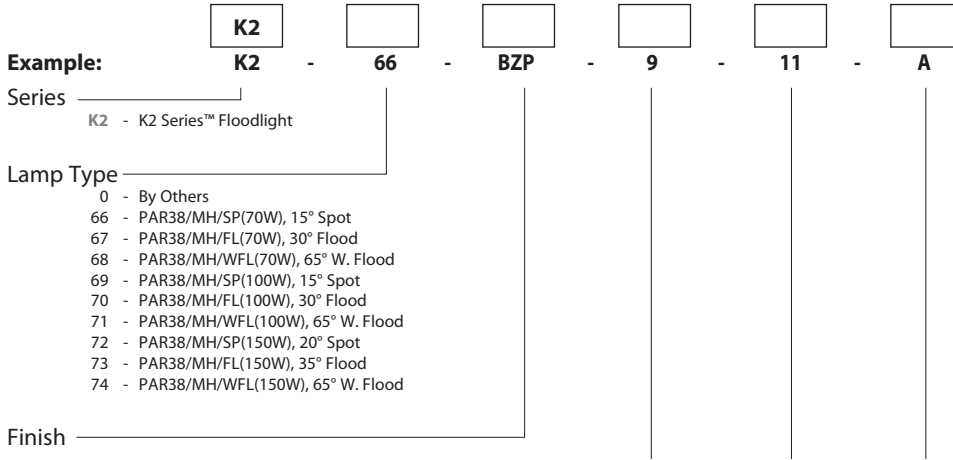 K2
Example: K2 - 66 - BZP - 9 - 11 - A
Series
K2 - K2 Series™ Floodlight
Lamp Type
0 - By Others
66 - PAR38/MH/SP(70W), 15° Spot
67 - PAR38/MH/FL(70W), 30° Flood
68 - PAR38/MH/WFL(70W), 65° W. Flood
69 - PAR38/MH/SP(100W), 15° Spot
70 - PAR38/MH/FL(100W), 30° Flood
71 - PAR38/MH/WFL(100W), 65° W. Flood
72 - PAR38/MH/SP(150W), 20° Spot
73 - PAR38/MH/FL(150W), 35° Flood
74 - PAR38/MH/WFL(150W), 65° W. Flood
Finish